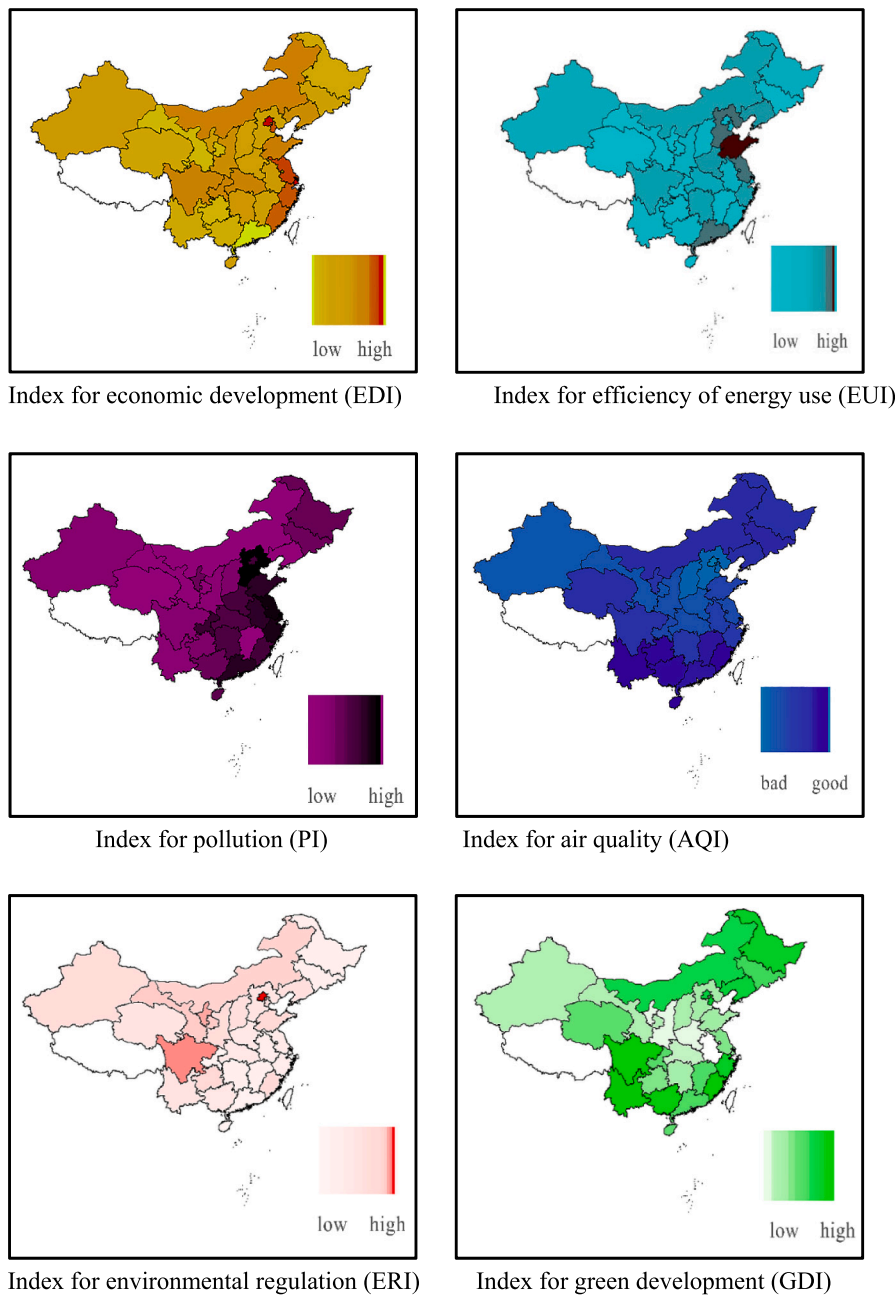 low high
low high
Index for economic development (EDI)
Index for efficiency of energy use (EUI)
low high
bad good
Index for pollution (PI)
Index for air quality (AQI)
low high
low high
Index for environmental regulation (ERI)
Index for green development (GDI)